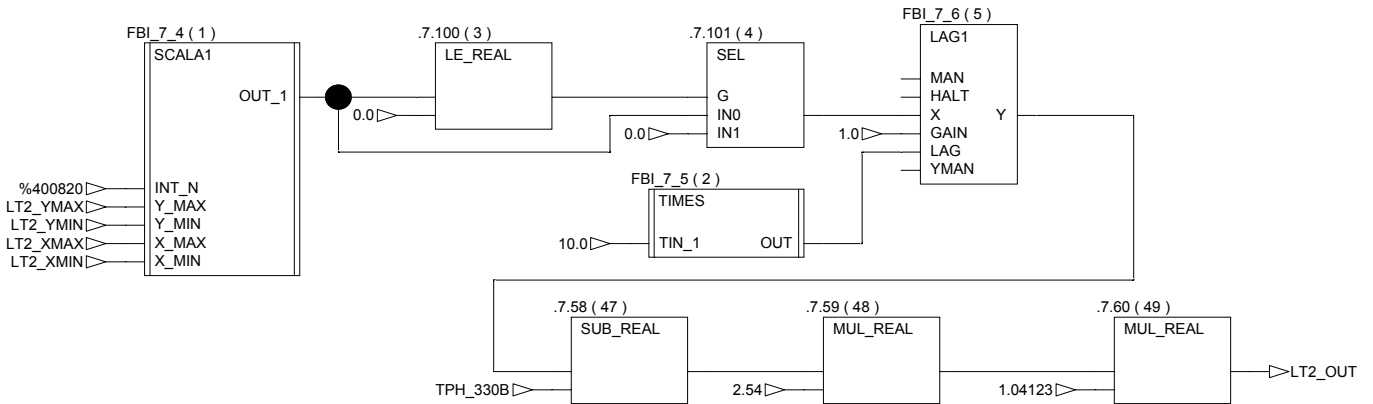 FBI_7_6 ( 5 )
FBI_7_4 ( 1 )
.7.100 ( 3 )
.7.101 ( 4 )
LAG1
SCALA1
LE_REAL
SEL
MAN
OUT_1
G
HALT
0.0
IN0
X
Y
0.0
IN1
1.0
GAIN
LAG
YMAN
FBI_7_5 ( 2 )
%400820
INT_N
TIMES
LT2_YMAX
Y_MAX
LT2_YMIN
Y_MIN
LT2_XMAX
X_MAX
10.0
TIN_1
OUT
LT2_XMIN
X_MIN
.7.58 ( 47 )
.7.59 ( 48 )
.7.60 ( 49 )
SUB_REAL
MUL_REAL
MUL_REAL
LT2_OUT
TPH_330B
2.54
1.04123